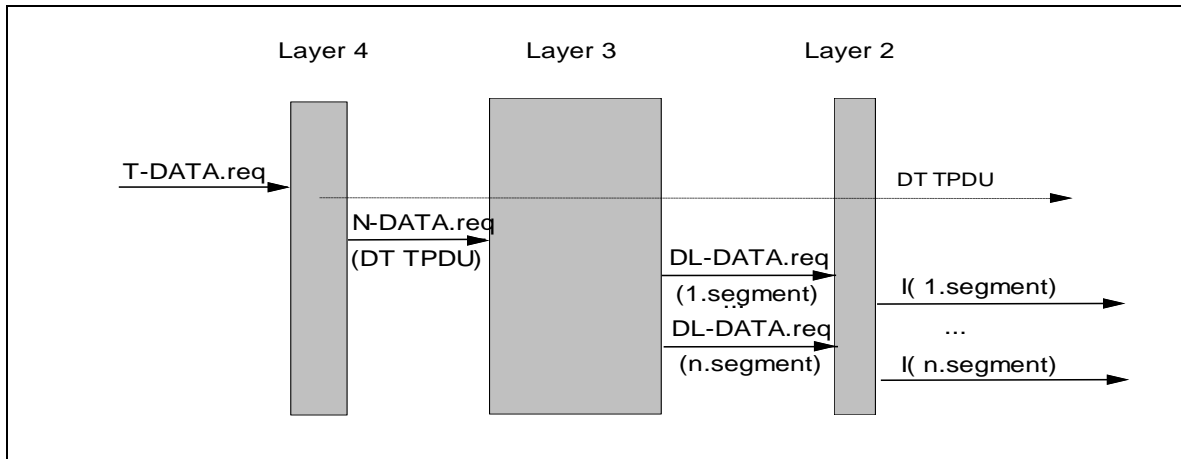 Layer 4 Layer 3 Layer 2
T-DATA.req
DT TPDU
N-DATA.req
(DT TPDU)
DL-DATA.req
(1.segment)
I( 1.segment)
...
DL-DATA.req
...
(n.segment)
I( n.segment)